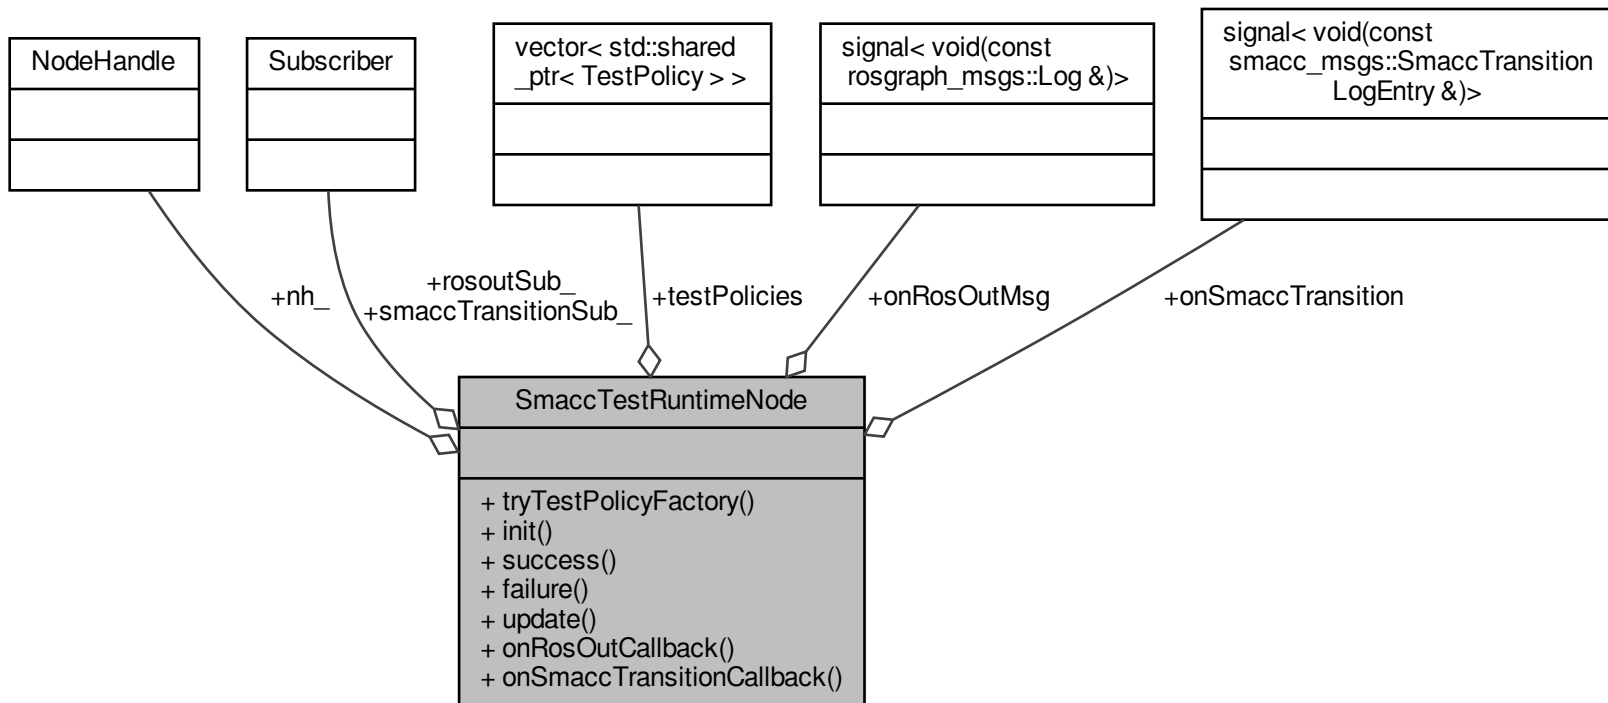 NodeHandle
Subscriber
vector< std::shared
_ptr< TestPolicy > >
signal< void(const
rosgraph_msgs::Log &)>
signal< void(const
smacc_msgs::SmaccTransition
LogEntry &)>
+nh_
+rosoutSub_
+smaccTransitionSub_
+testPolicies
+onRosOutMsg
+onSmaccTransition
SmaccTestRuntimeNode
+ tryTestPolicyFactory()
+ init()
+ success()
+ failure()
+ update()
+ onRosOutCallback()
+ onSmaccTransitionCallback()